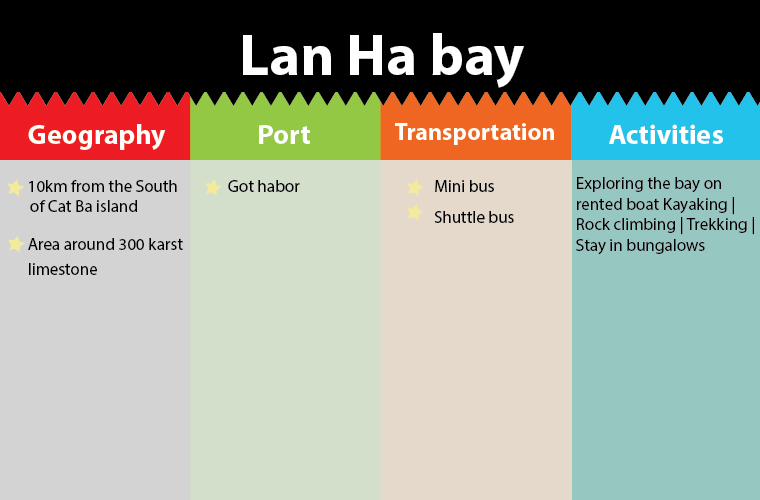 Lan Ha bay
Geography
10km from the South
of Cat Ba island
Area around 300 karst
limestone
Port
Got habor
Transportation
Mini bus
Shuttle bus
Activities
Exploring the bay on
rented boat Kayaking |
Rock climbing | Trekking |
Stay in bungalows